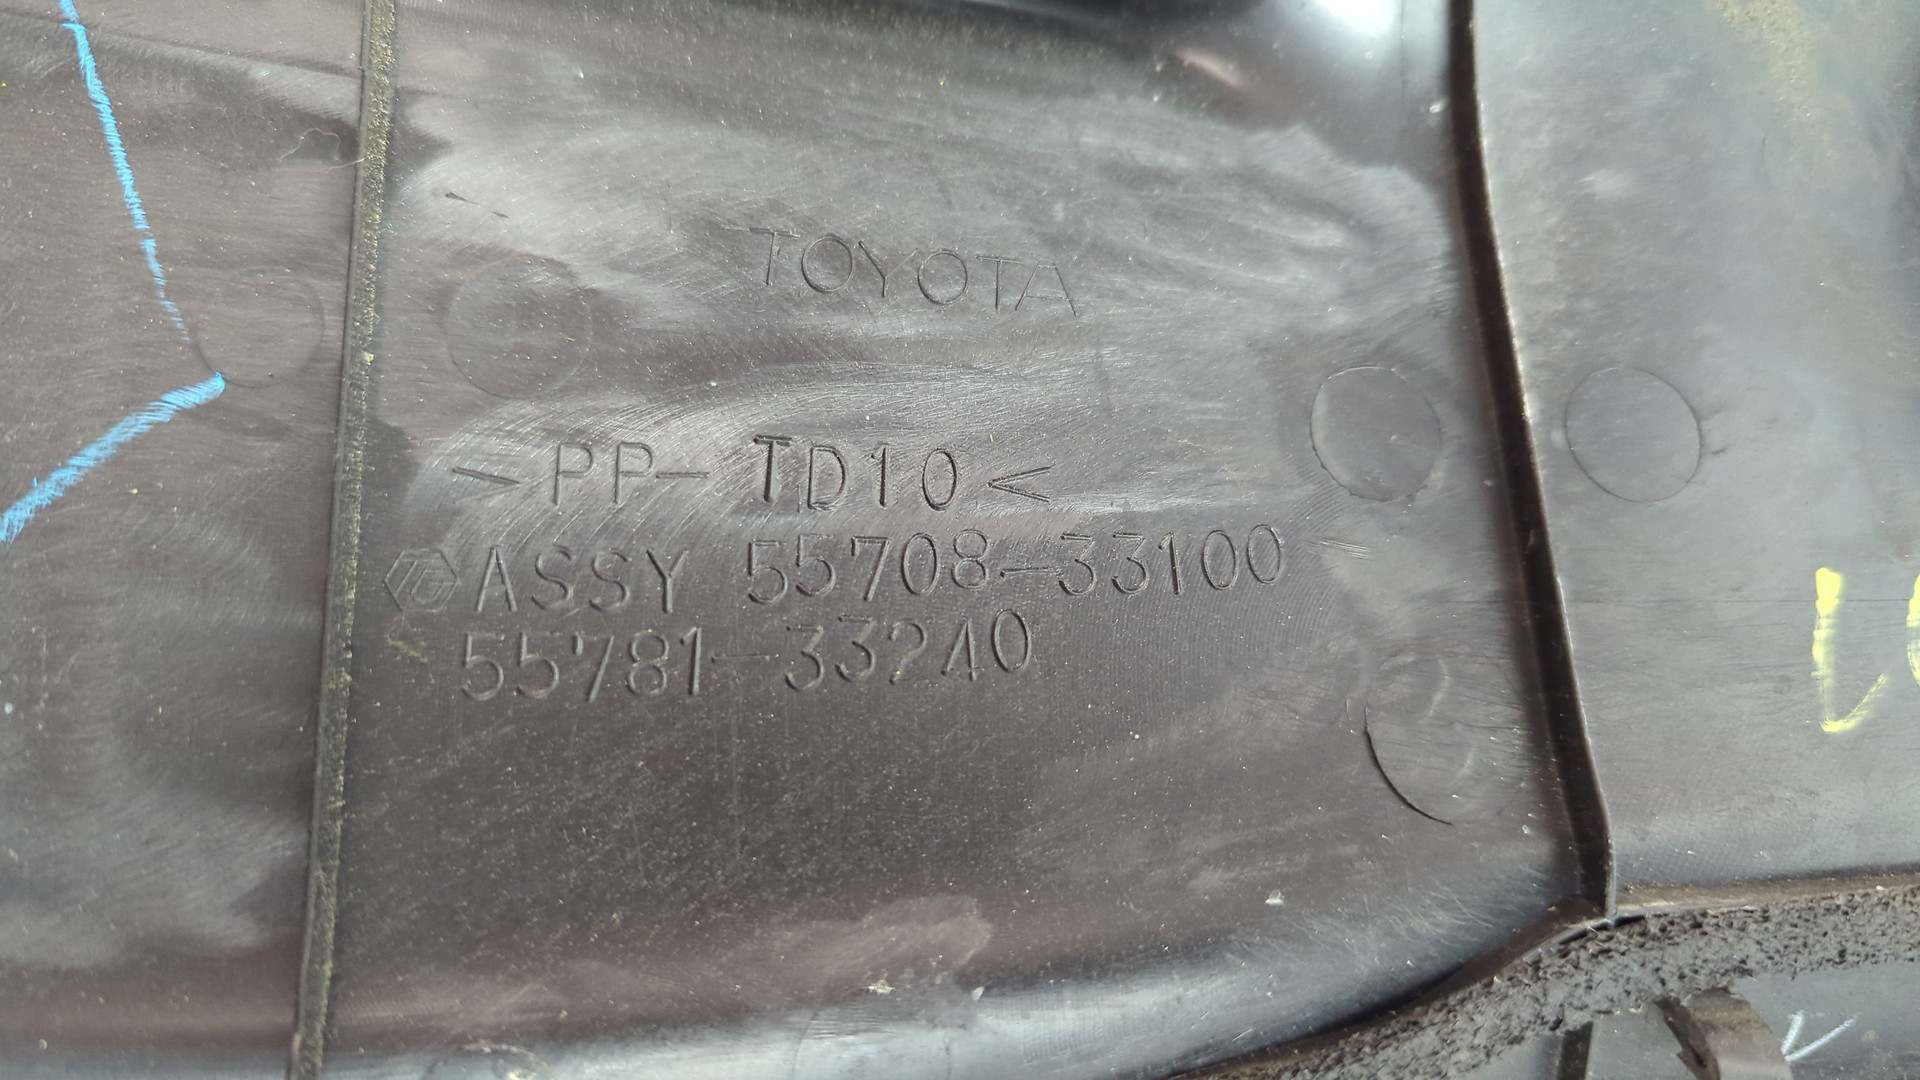 TOYOTA
>PP-TD10<
ASSY 55708-33100
55781-33240